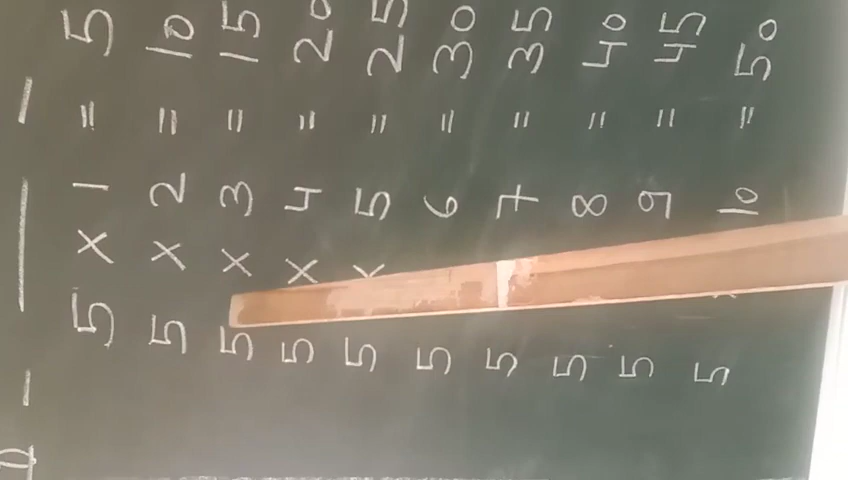 5 × 1 = 5
5 × 2 = 10
5 × 3 = 15
5 × 4 = 20
5 × 5 = 25
5 6 = 30
5 7 = 35
5 8 = 40
5 9 = 45
5 10 = 50